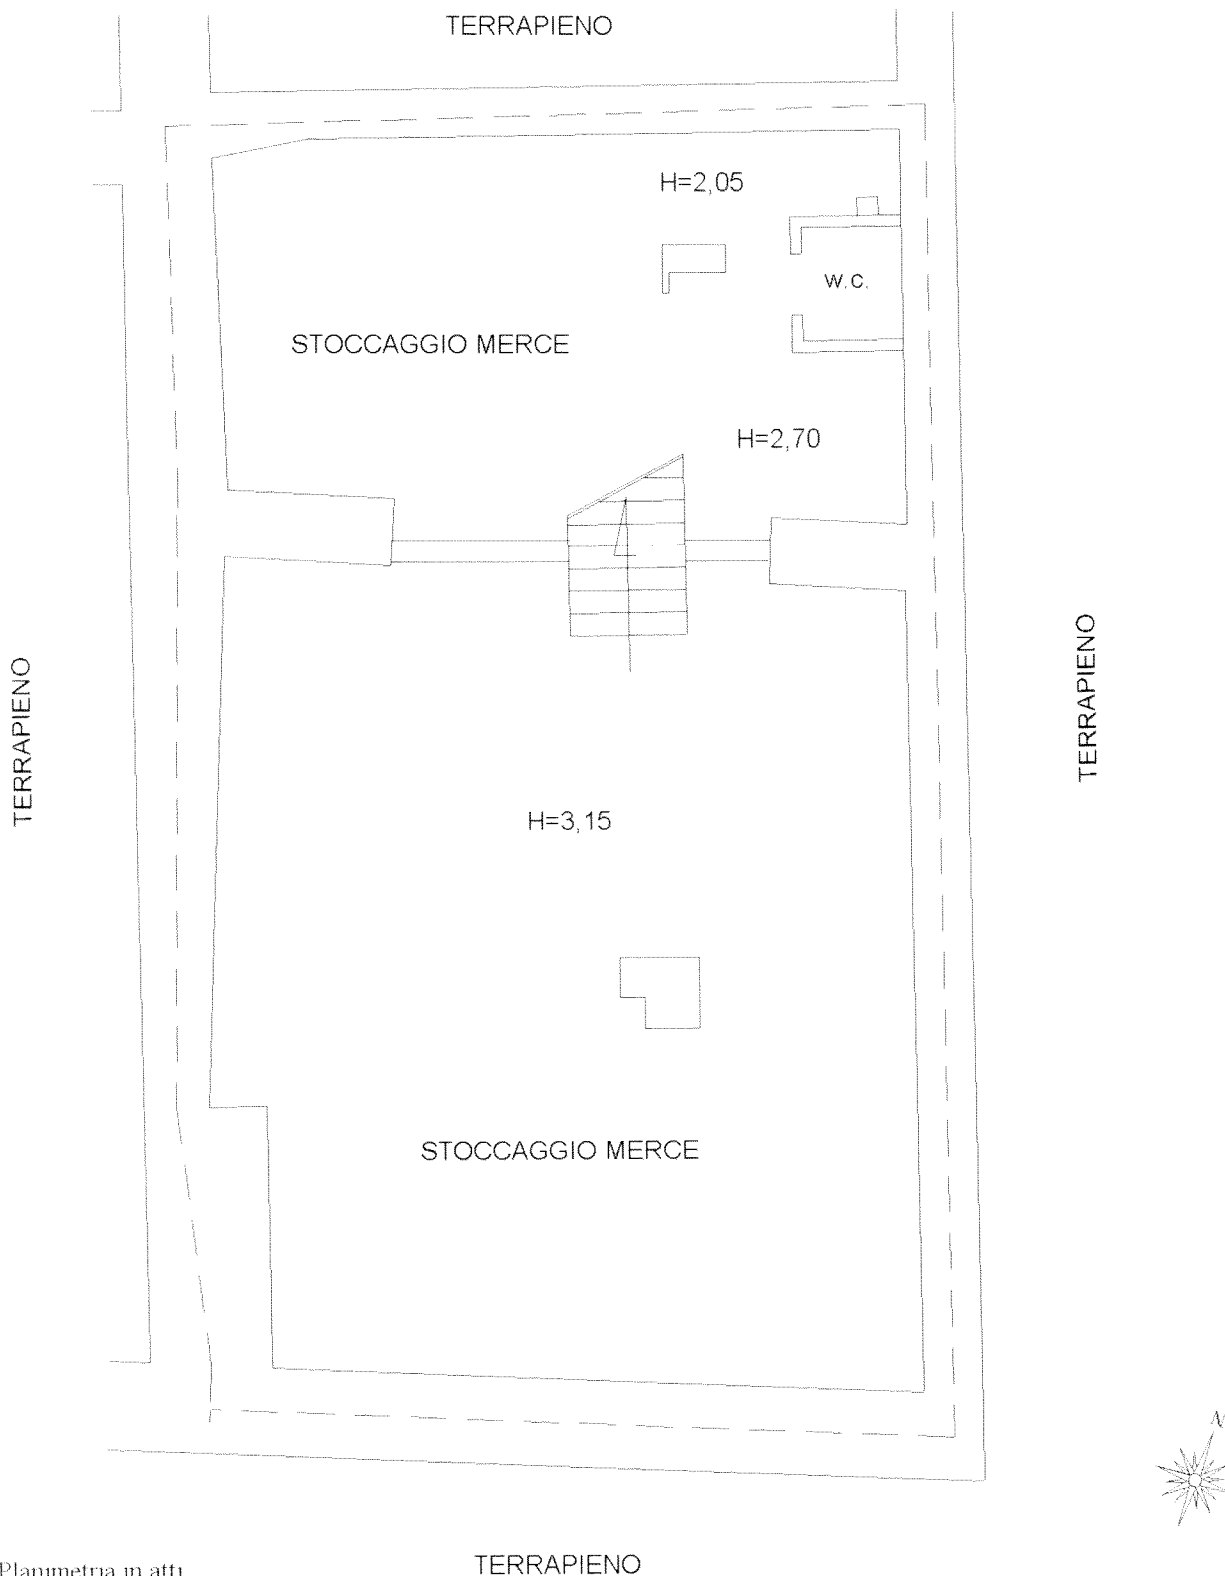 TERRAPIENO
H=2,05
w.c.
STOCCAGGIO MERCE
H=2,70
TERRAPIENO
TERRAPIENO
H=3,15
STOCCAGGIO MERCE
N
TERRAPIENO
Planimetria in atti